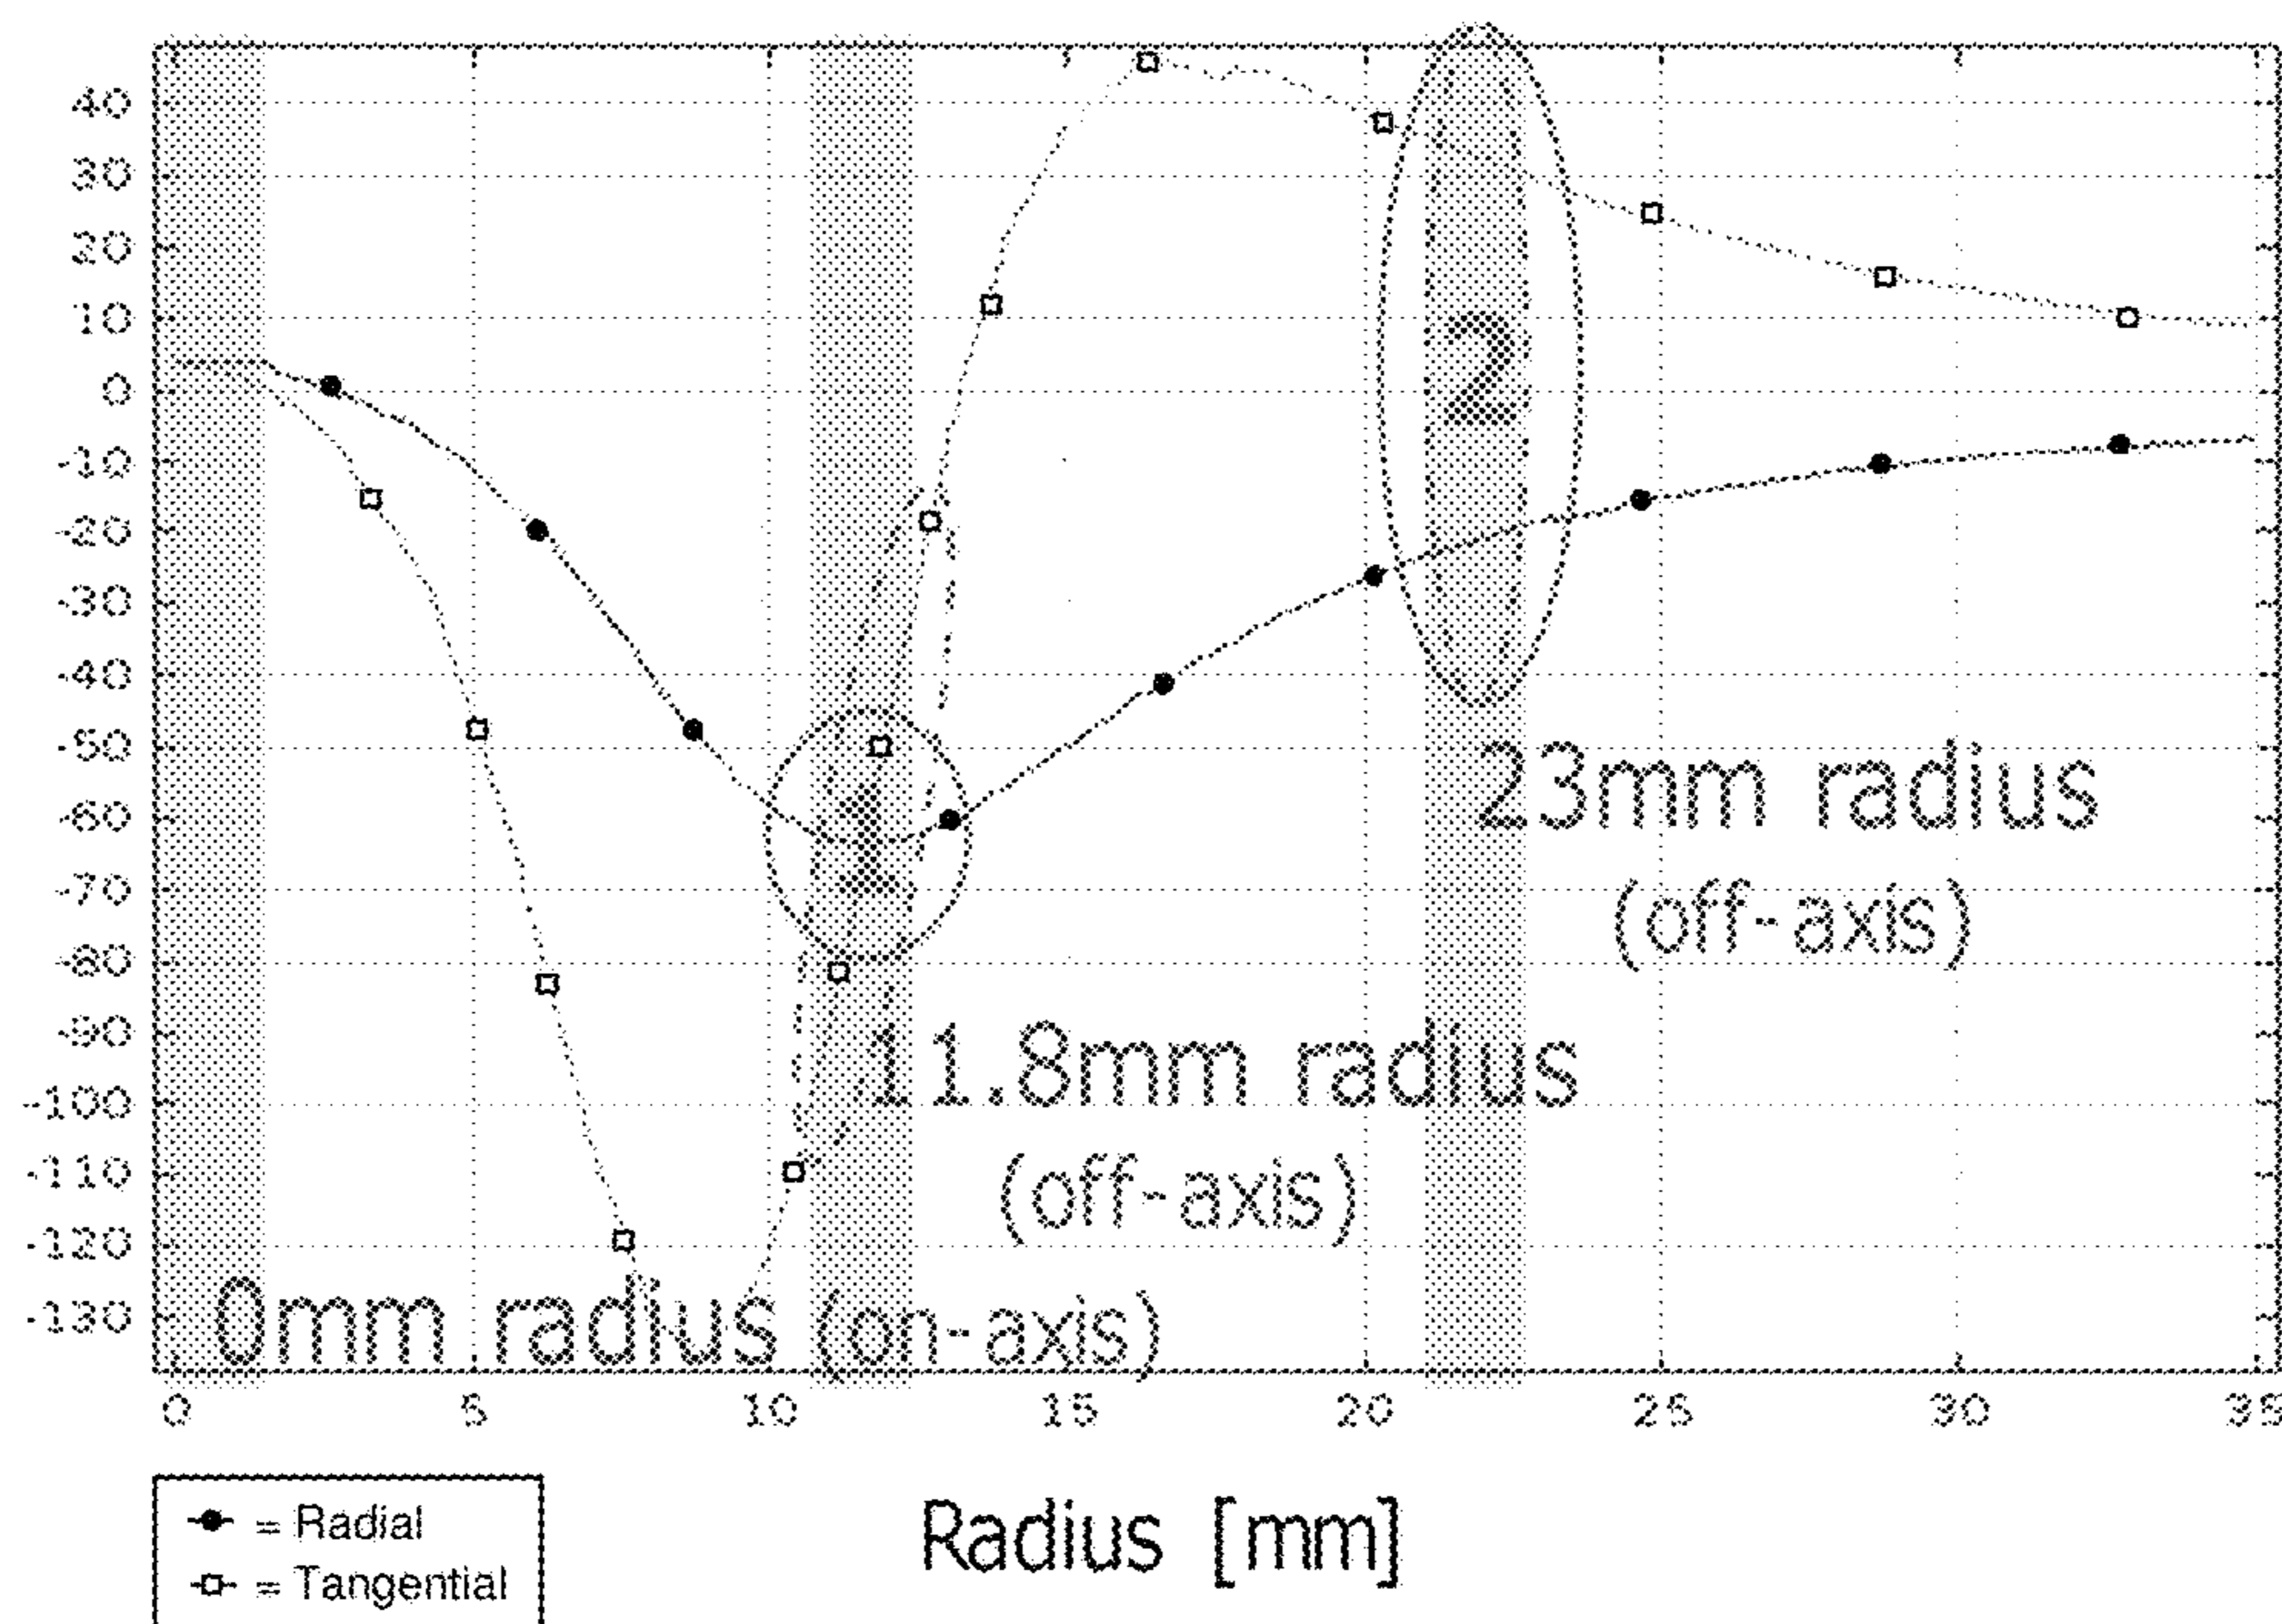 40
30
20
10
0
-10
-20
-30
-40
-50
-60
-70
-80
-90
-100
-110
-120
-130
2
1
23mm radius
(off-axis)
11.8mm radius
(off-axis)
0mm radius (on-axis)
0 5 10 15 20 25 30 35
Radius [mm]
= Radial
= Tangential